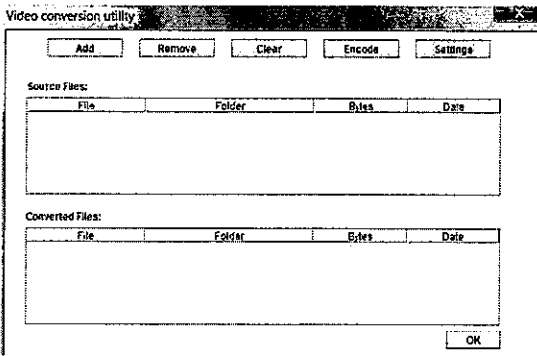 Video conversion utility
Add Remove Clear Encode Settings
Source Files:
File Folder Bytes Date
Converted Files:
File Folder Bytes Date
OK